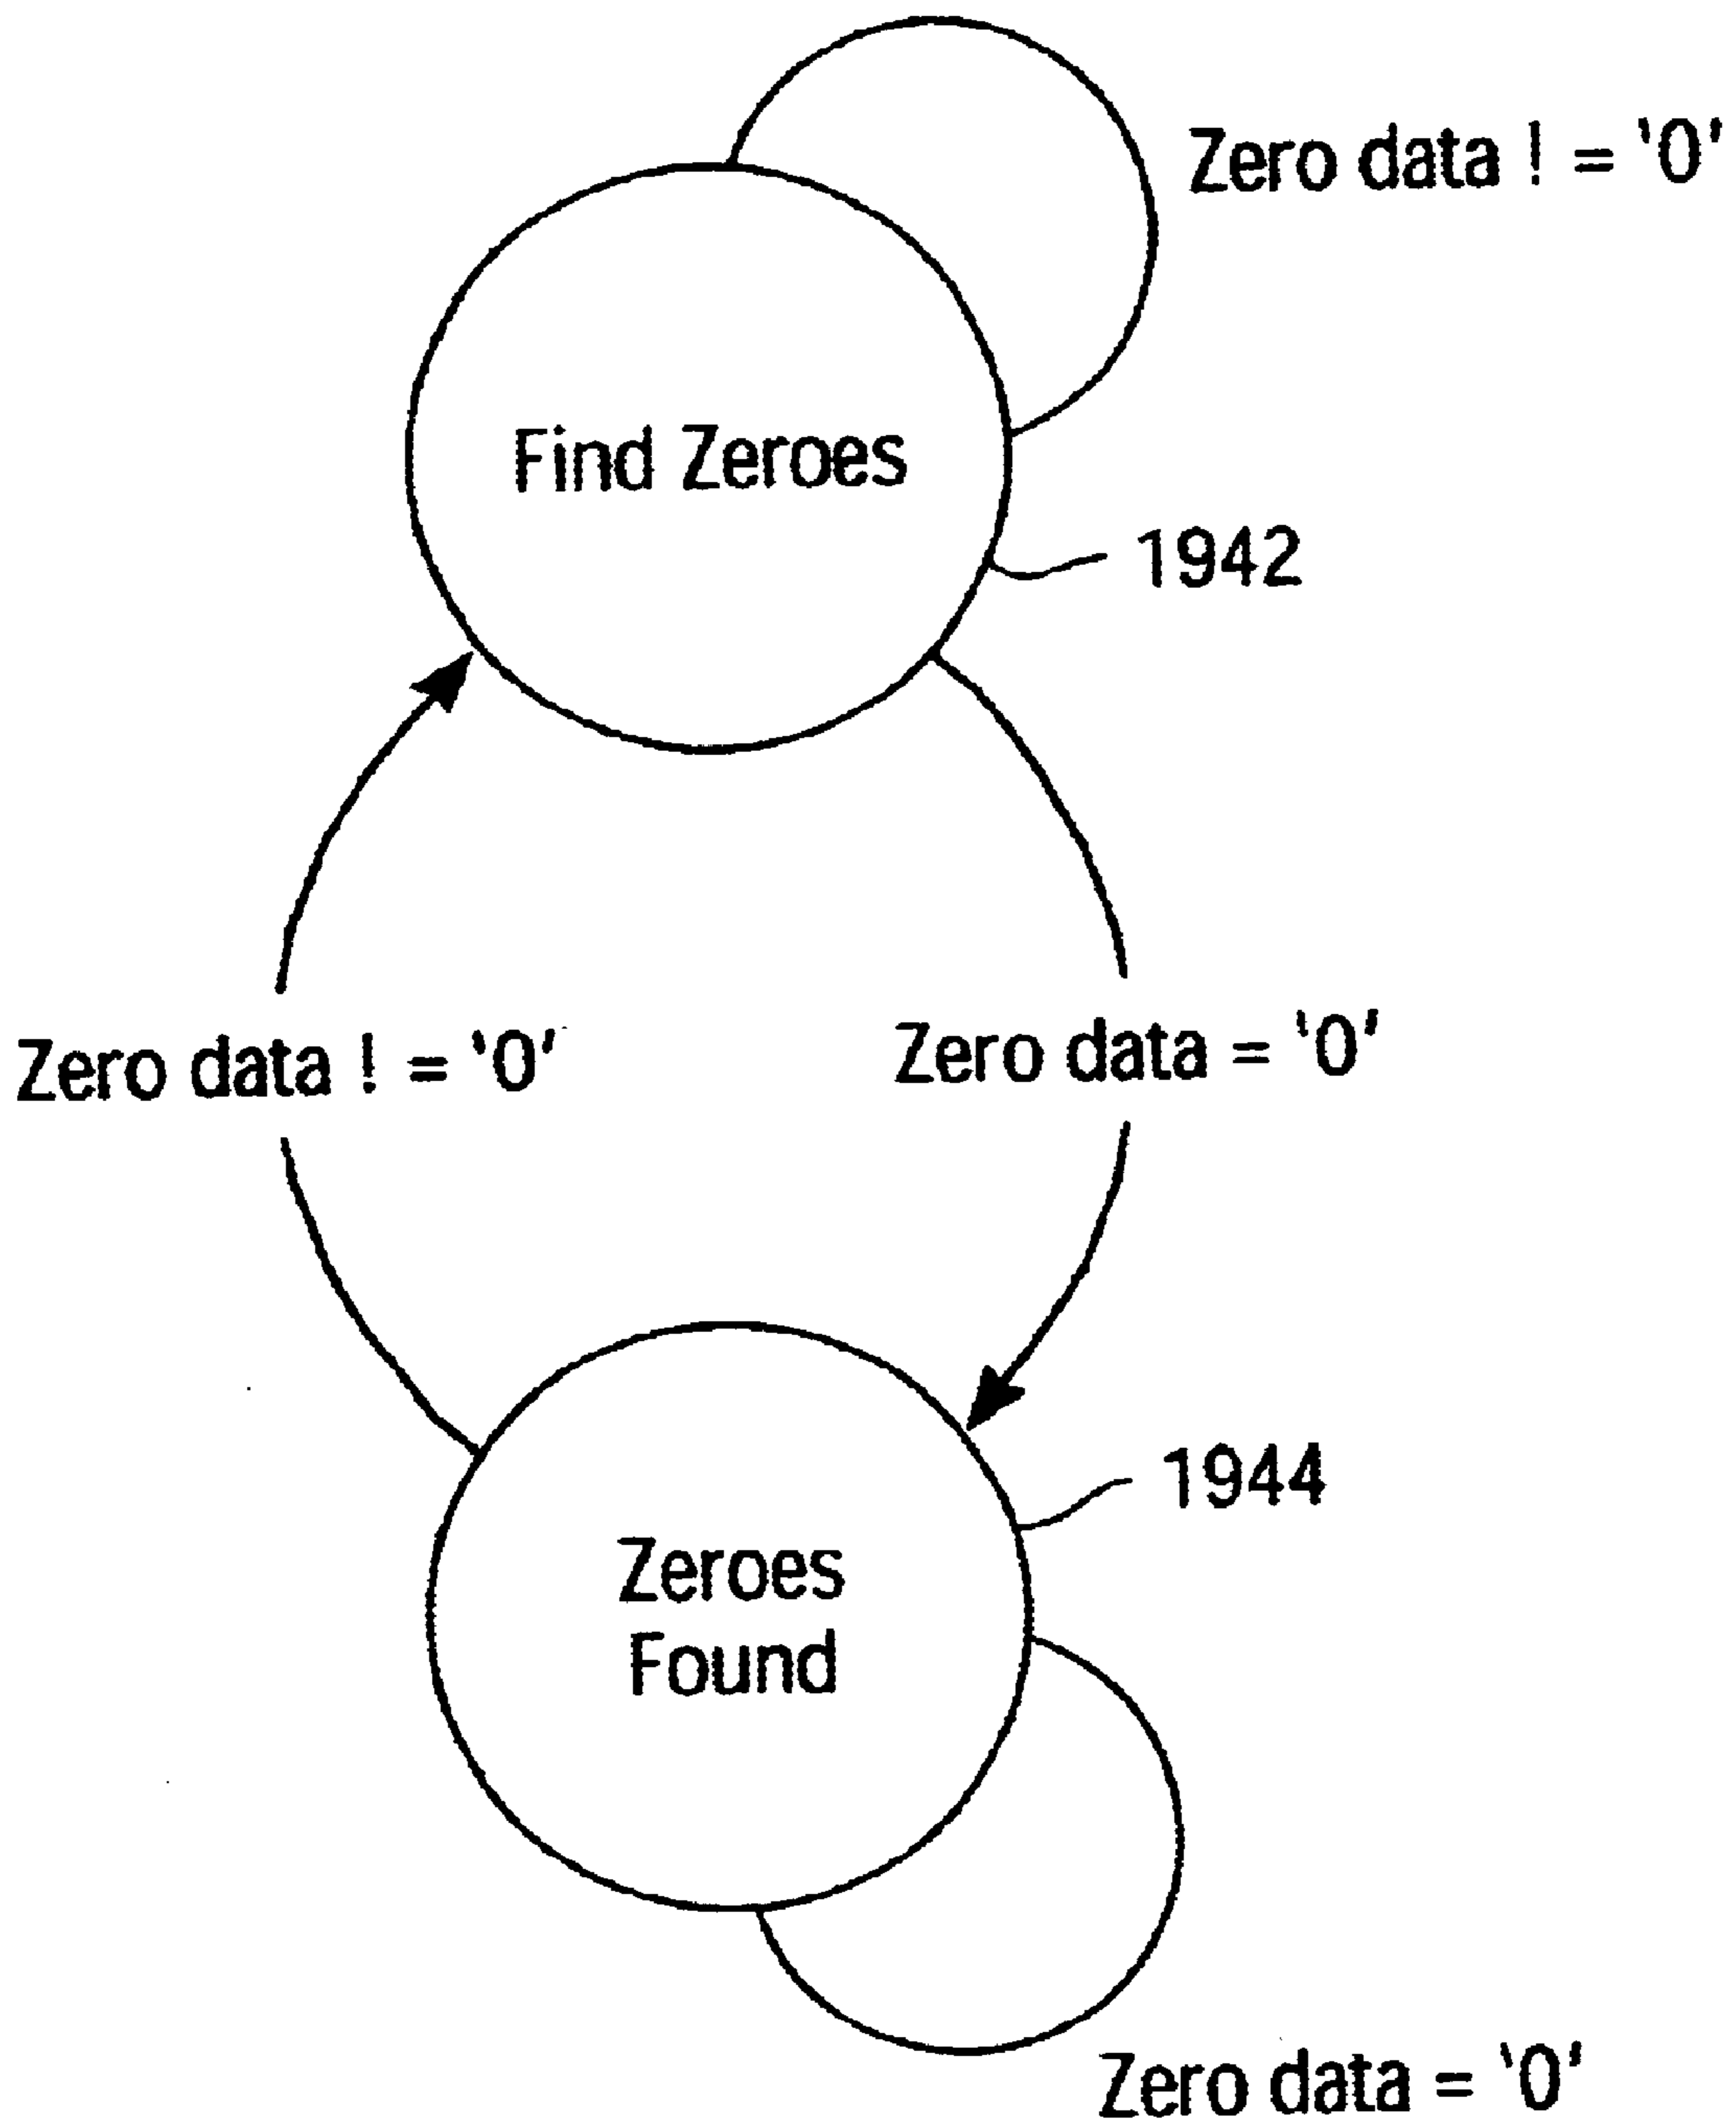 Zero data ! = '0'
Find Zeroes
1942
Zero data ! = '0'
Zero data = '0'
1944
Zeroes
Found
Zero data = '0'